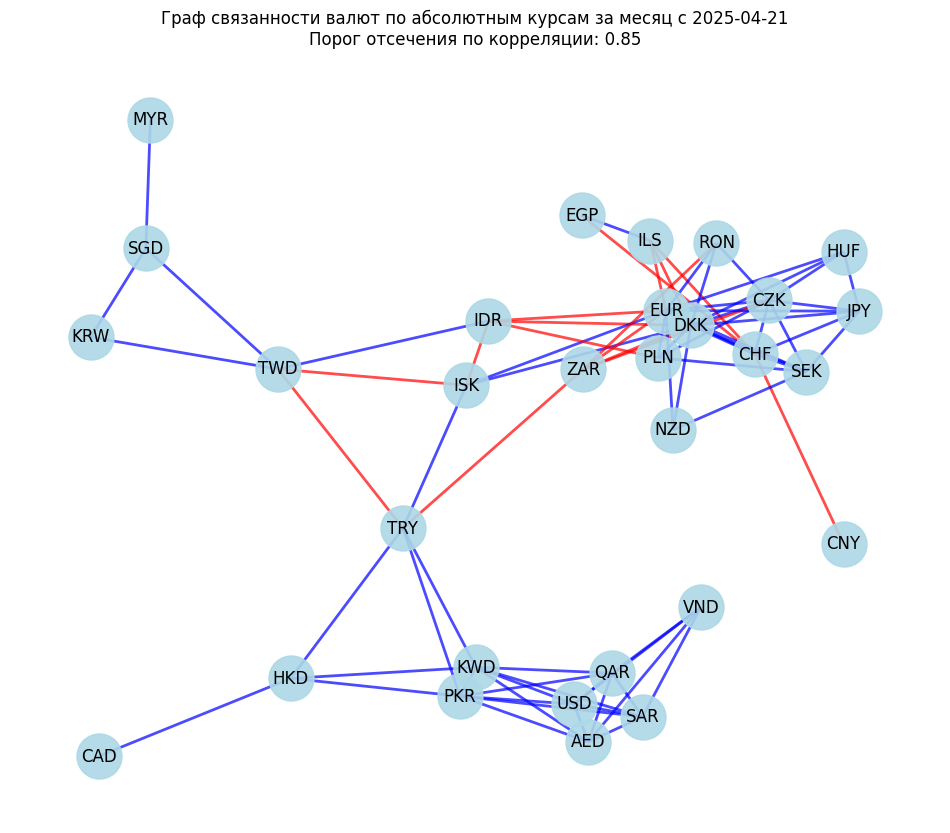 Граф связанности валют по абсолютным курсам за месяц с 2025-04-21
Порог отсечения по корреляции: 0.85
MYR
EGP
ILS
RON
SGD
HUF
CZK
EUR
JPY
IDR
DKK
KRW
CHF
PLN
TWD
ZAR
SEK
ISK
NZD
TRY
CNY
VND
KWD
QAR
HKD
PKR
USD
SAR
AED
CAD